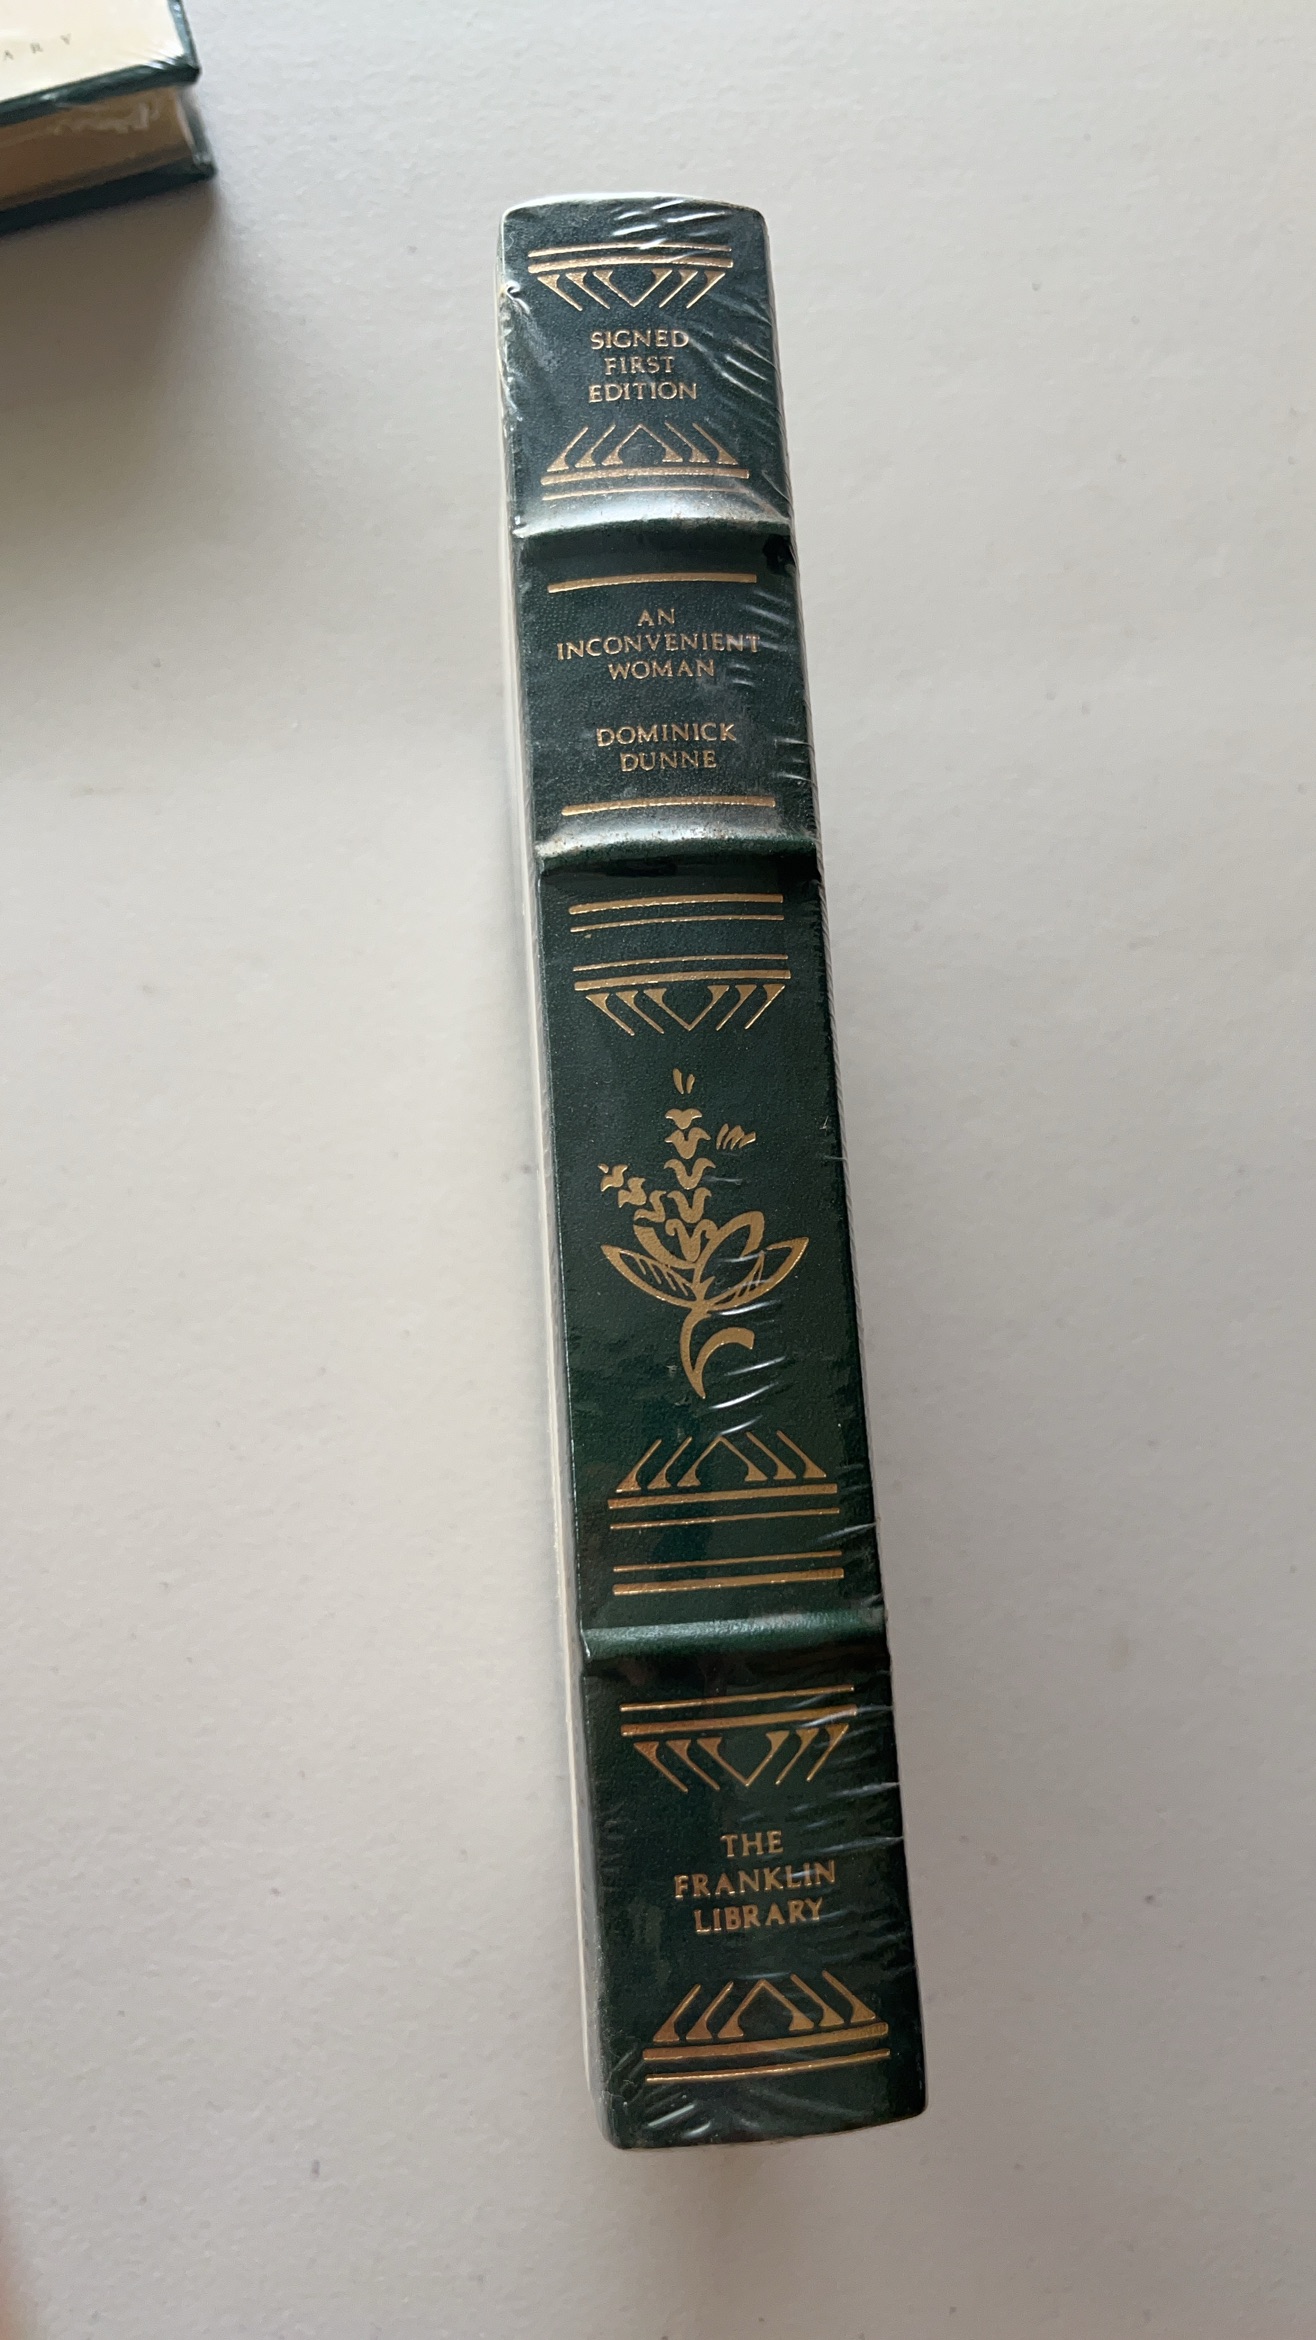 SIGNED
FIRST
EDITION
AN
INCONVENIENT
WOMAN
DOMINICK
DUNNE
THE
FRANKLIN
LIBRARY